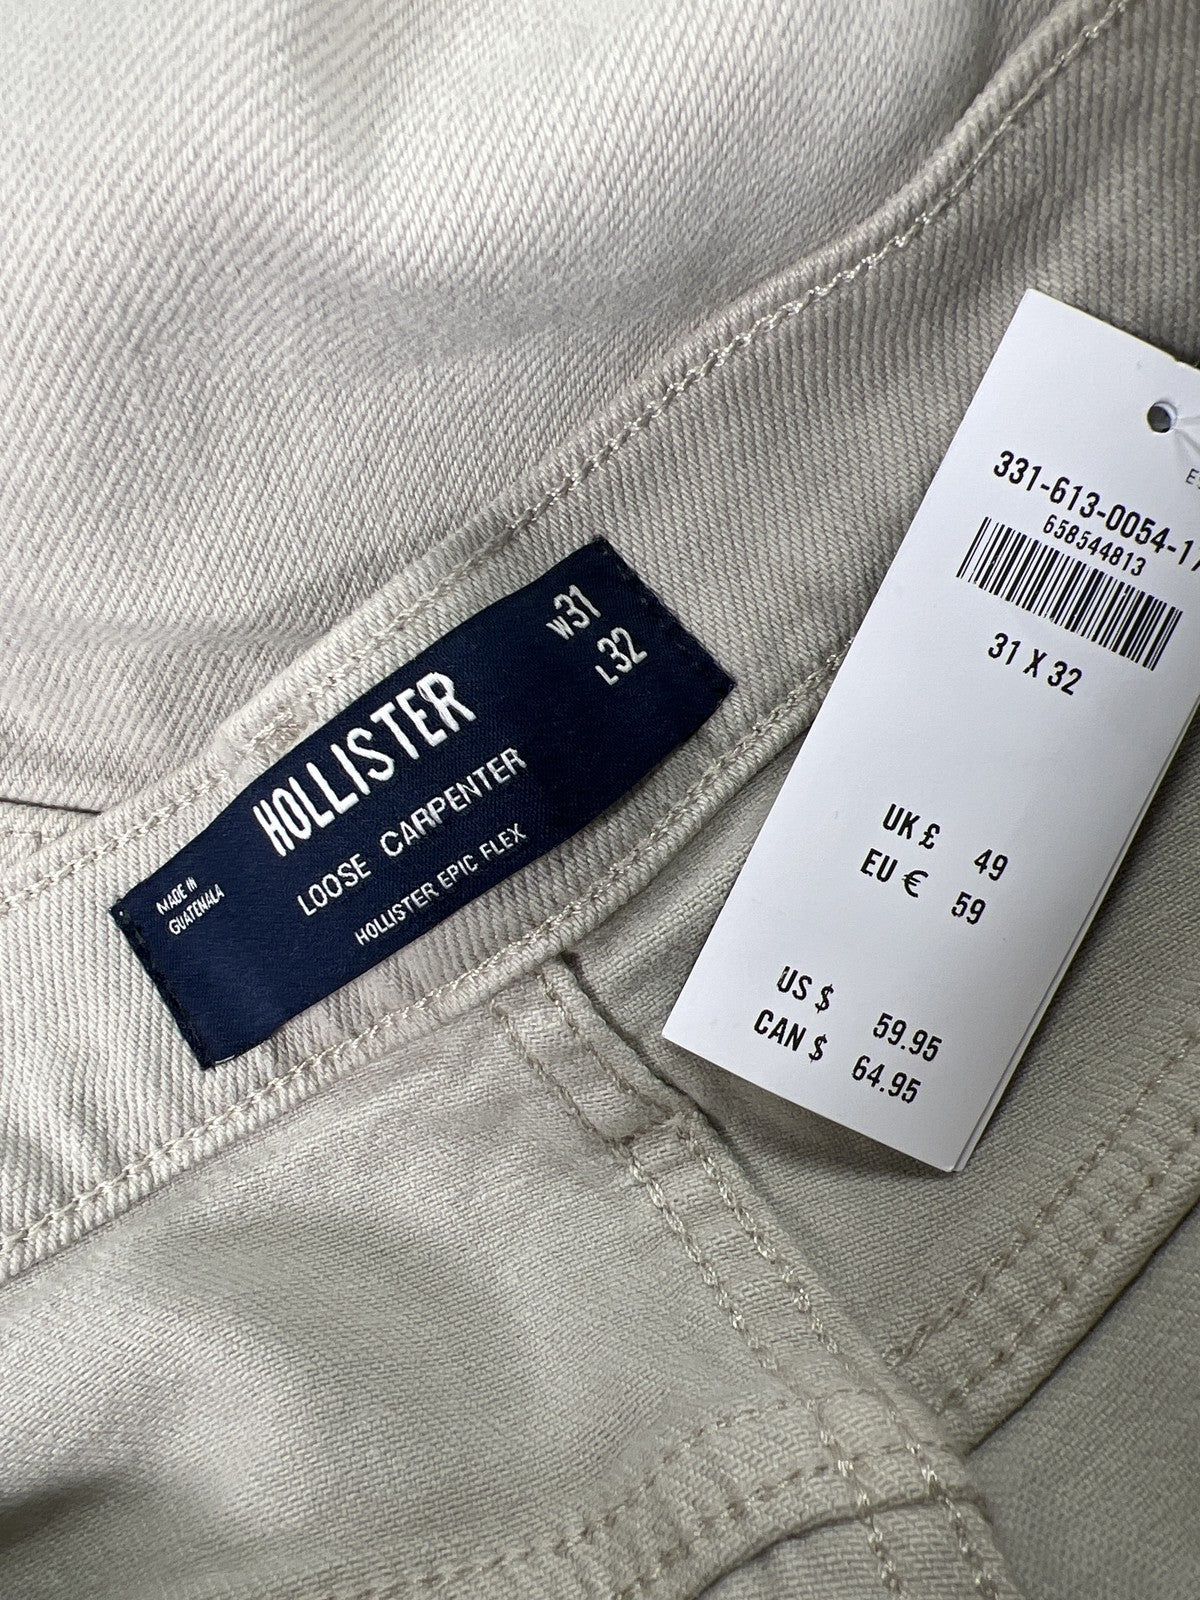 HOLLISTER
W31
L32
LOOSE CARPENTER
HOLLISTER EPIC FLEX
MADE IN
GUATEMALA
331-613-0054-1
658544813
31 X 32
UK £ 49
EU € 59
US $ 59.95
CAN $ 64.95